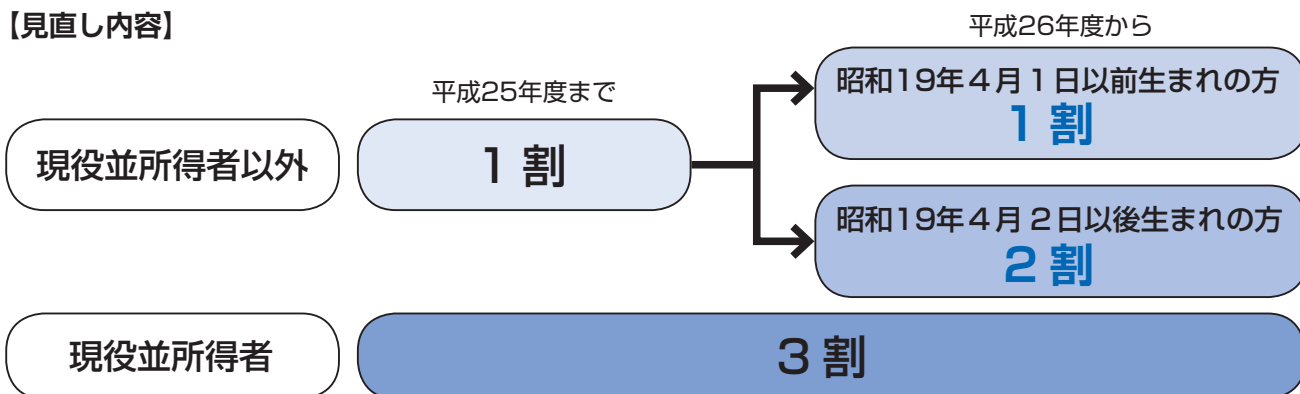 【見直し内容】
平成26年度から
平成25年度まで
現役並所得者以外
1割
昭和19年4月1日以前生まれの方
1割
昭和19年4月2日以後生まれの方
2割
現役並所得者
3割